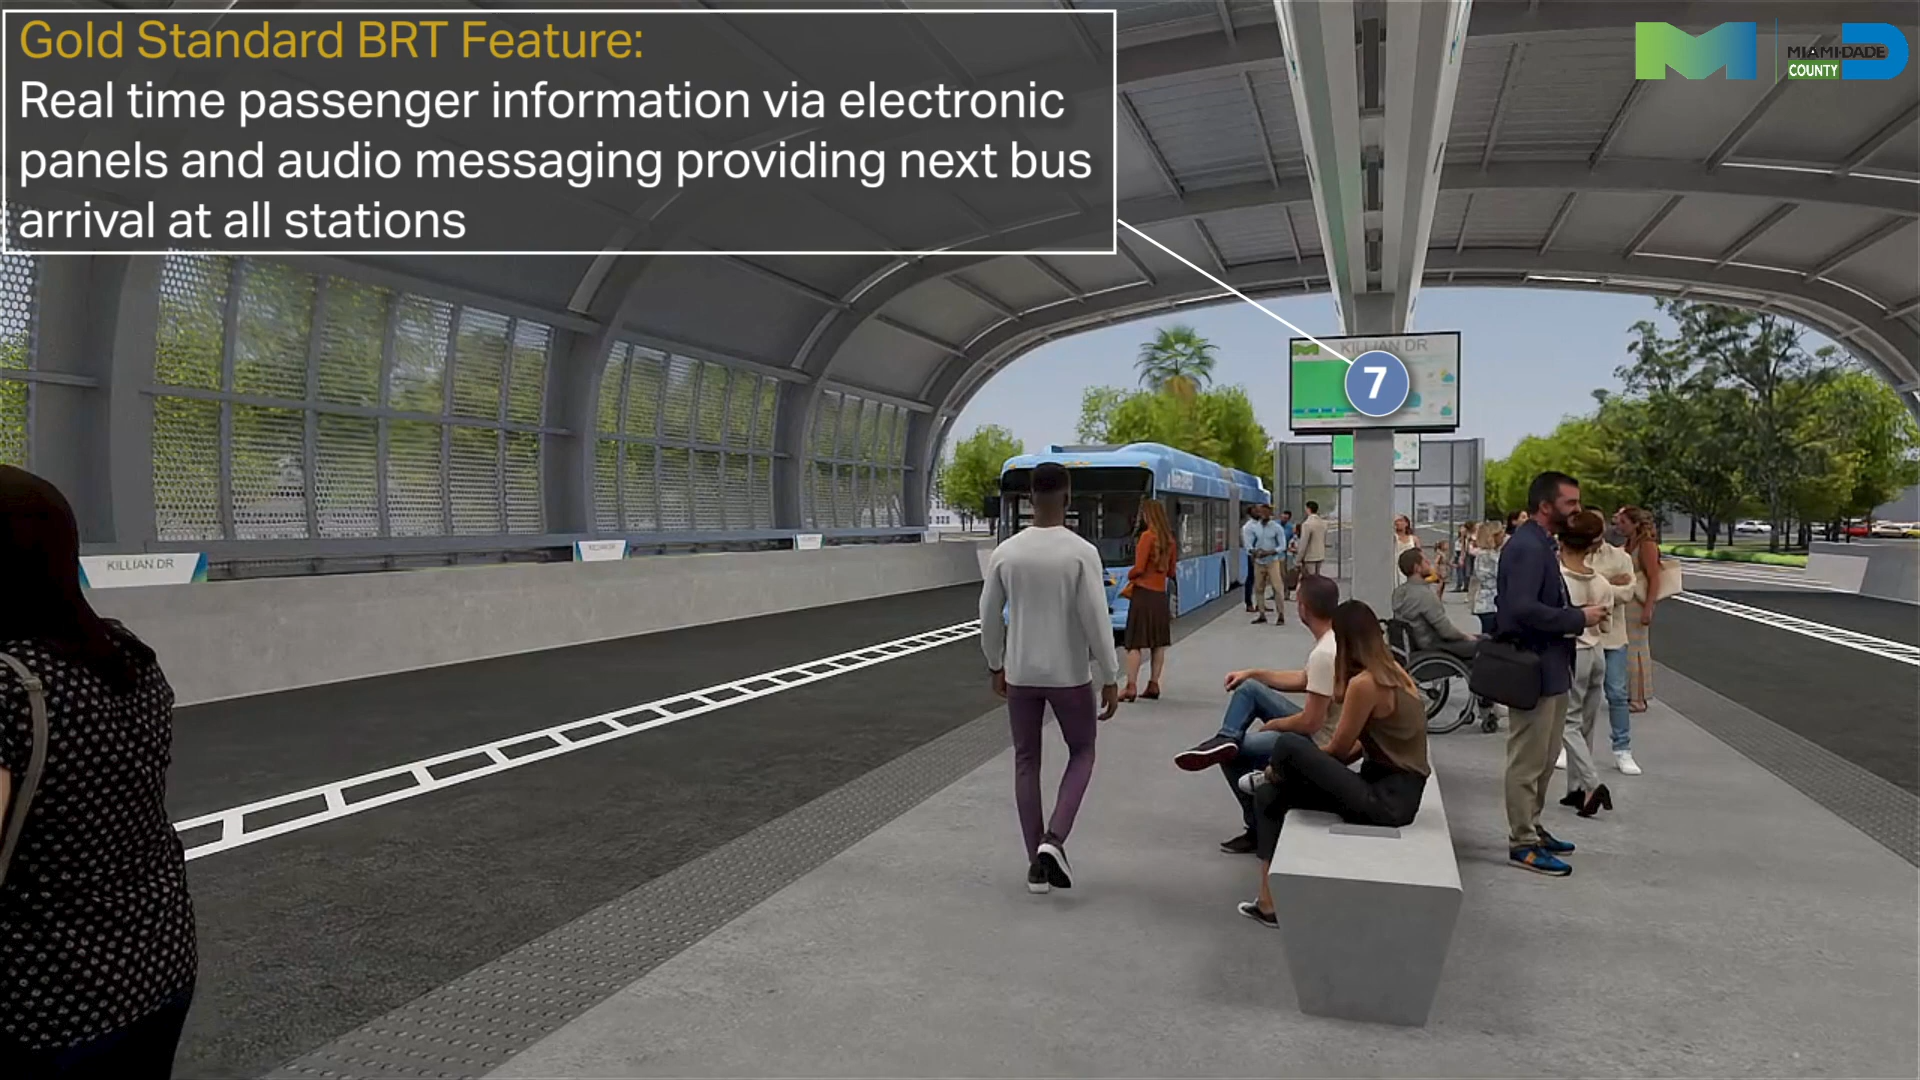 Gold Standard BRT Feature:
Real time passenger information via electronic
panels and audio messaging providing next bus
arrival at all stations
MIAMI-DADE
COUNTY
KILLIAN DR
7
KILLIAN DR